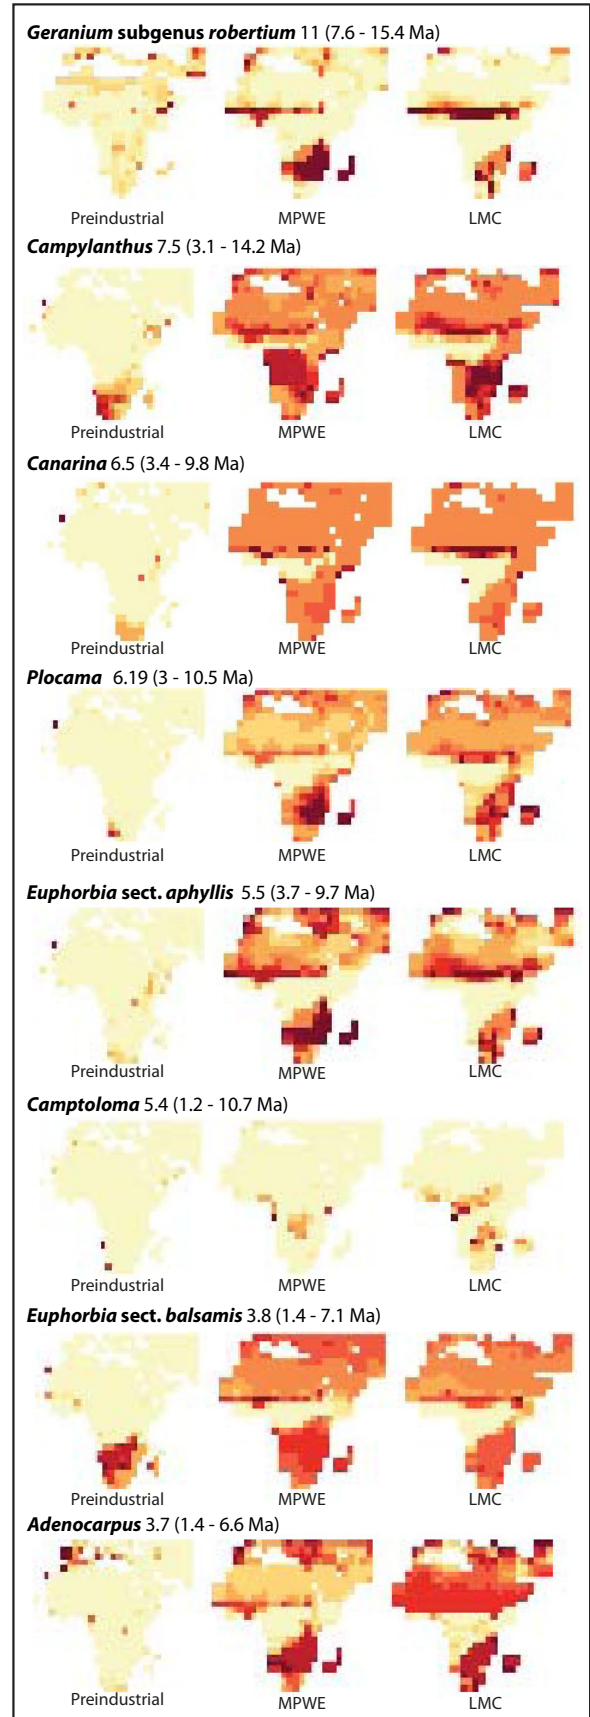 Geranium subgenus robertium 11 (7.6 - 15.4 Ma)
Preindustrial MPWE LMC
Campylanthus 7.5 (3.1 - 14.2 Ma)
Preindustrial MPWE LMC
Canarina 6.5 (3.4 - 9.8 Ma)
Preindustrial MPWE LMC
Plocama 6.19 (3 - 10.5 Ma)
Preindustrial MPWE LMC
Euphorbia sect. aphyllis 5.5 (3.7 - 9.7 Ma)
Preindustrial MPWE LMC
Camptoloma 5.4 (1.2 - 10.7 Ma)
Preindustrial MPWE LMC
Euphorbia sect. balsamis 3.8 (1.4 - 7.1 Ma)
Preindustrial MPWE LMC
Adenocarpus 3.7 (1.4 - 6.6 Ma)
Preindustrial MPWE LMC